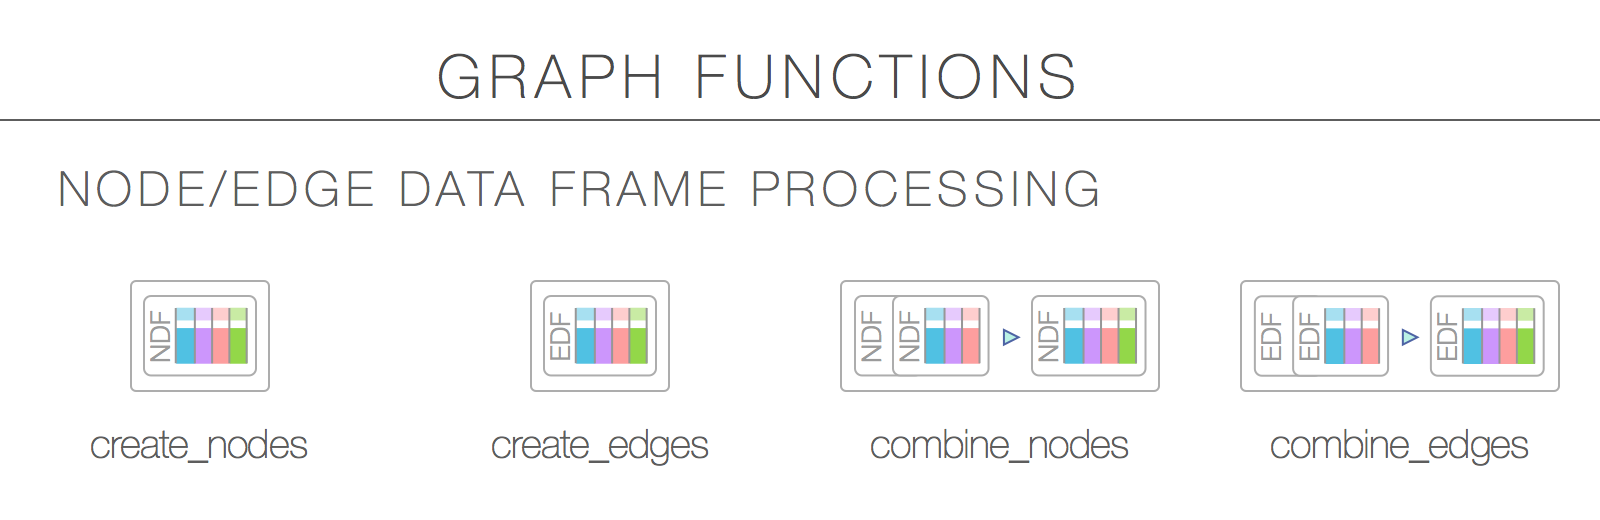 GRAPH FUNCTIONS
NODE/EDGE DATA FRAME PROCESSING
NDF
EDF
NDF NDF NDF
EDF EDF EDF
create_nodes
create_edges
combine_nodes
combine_edges